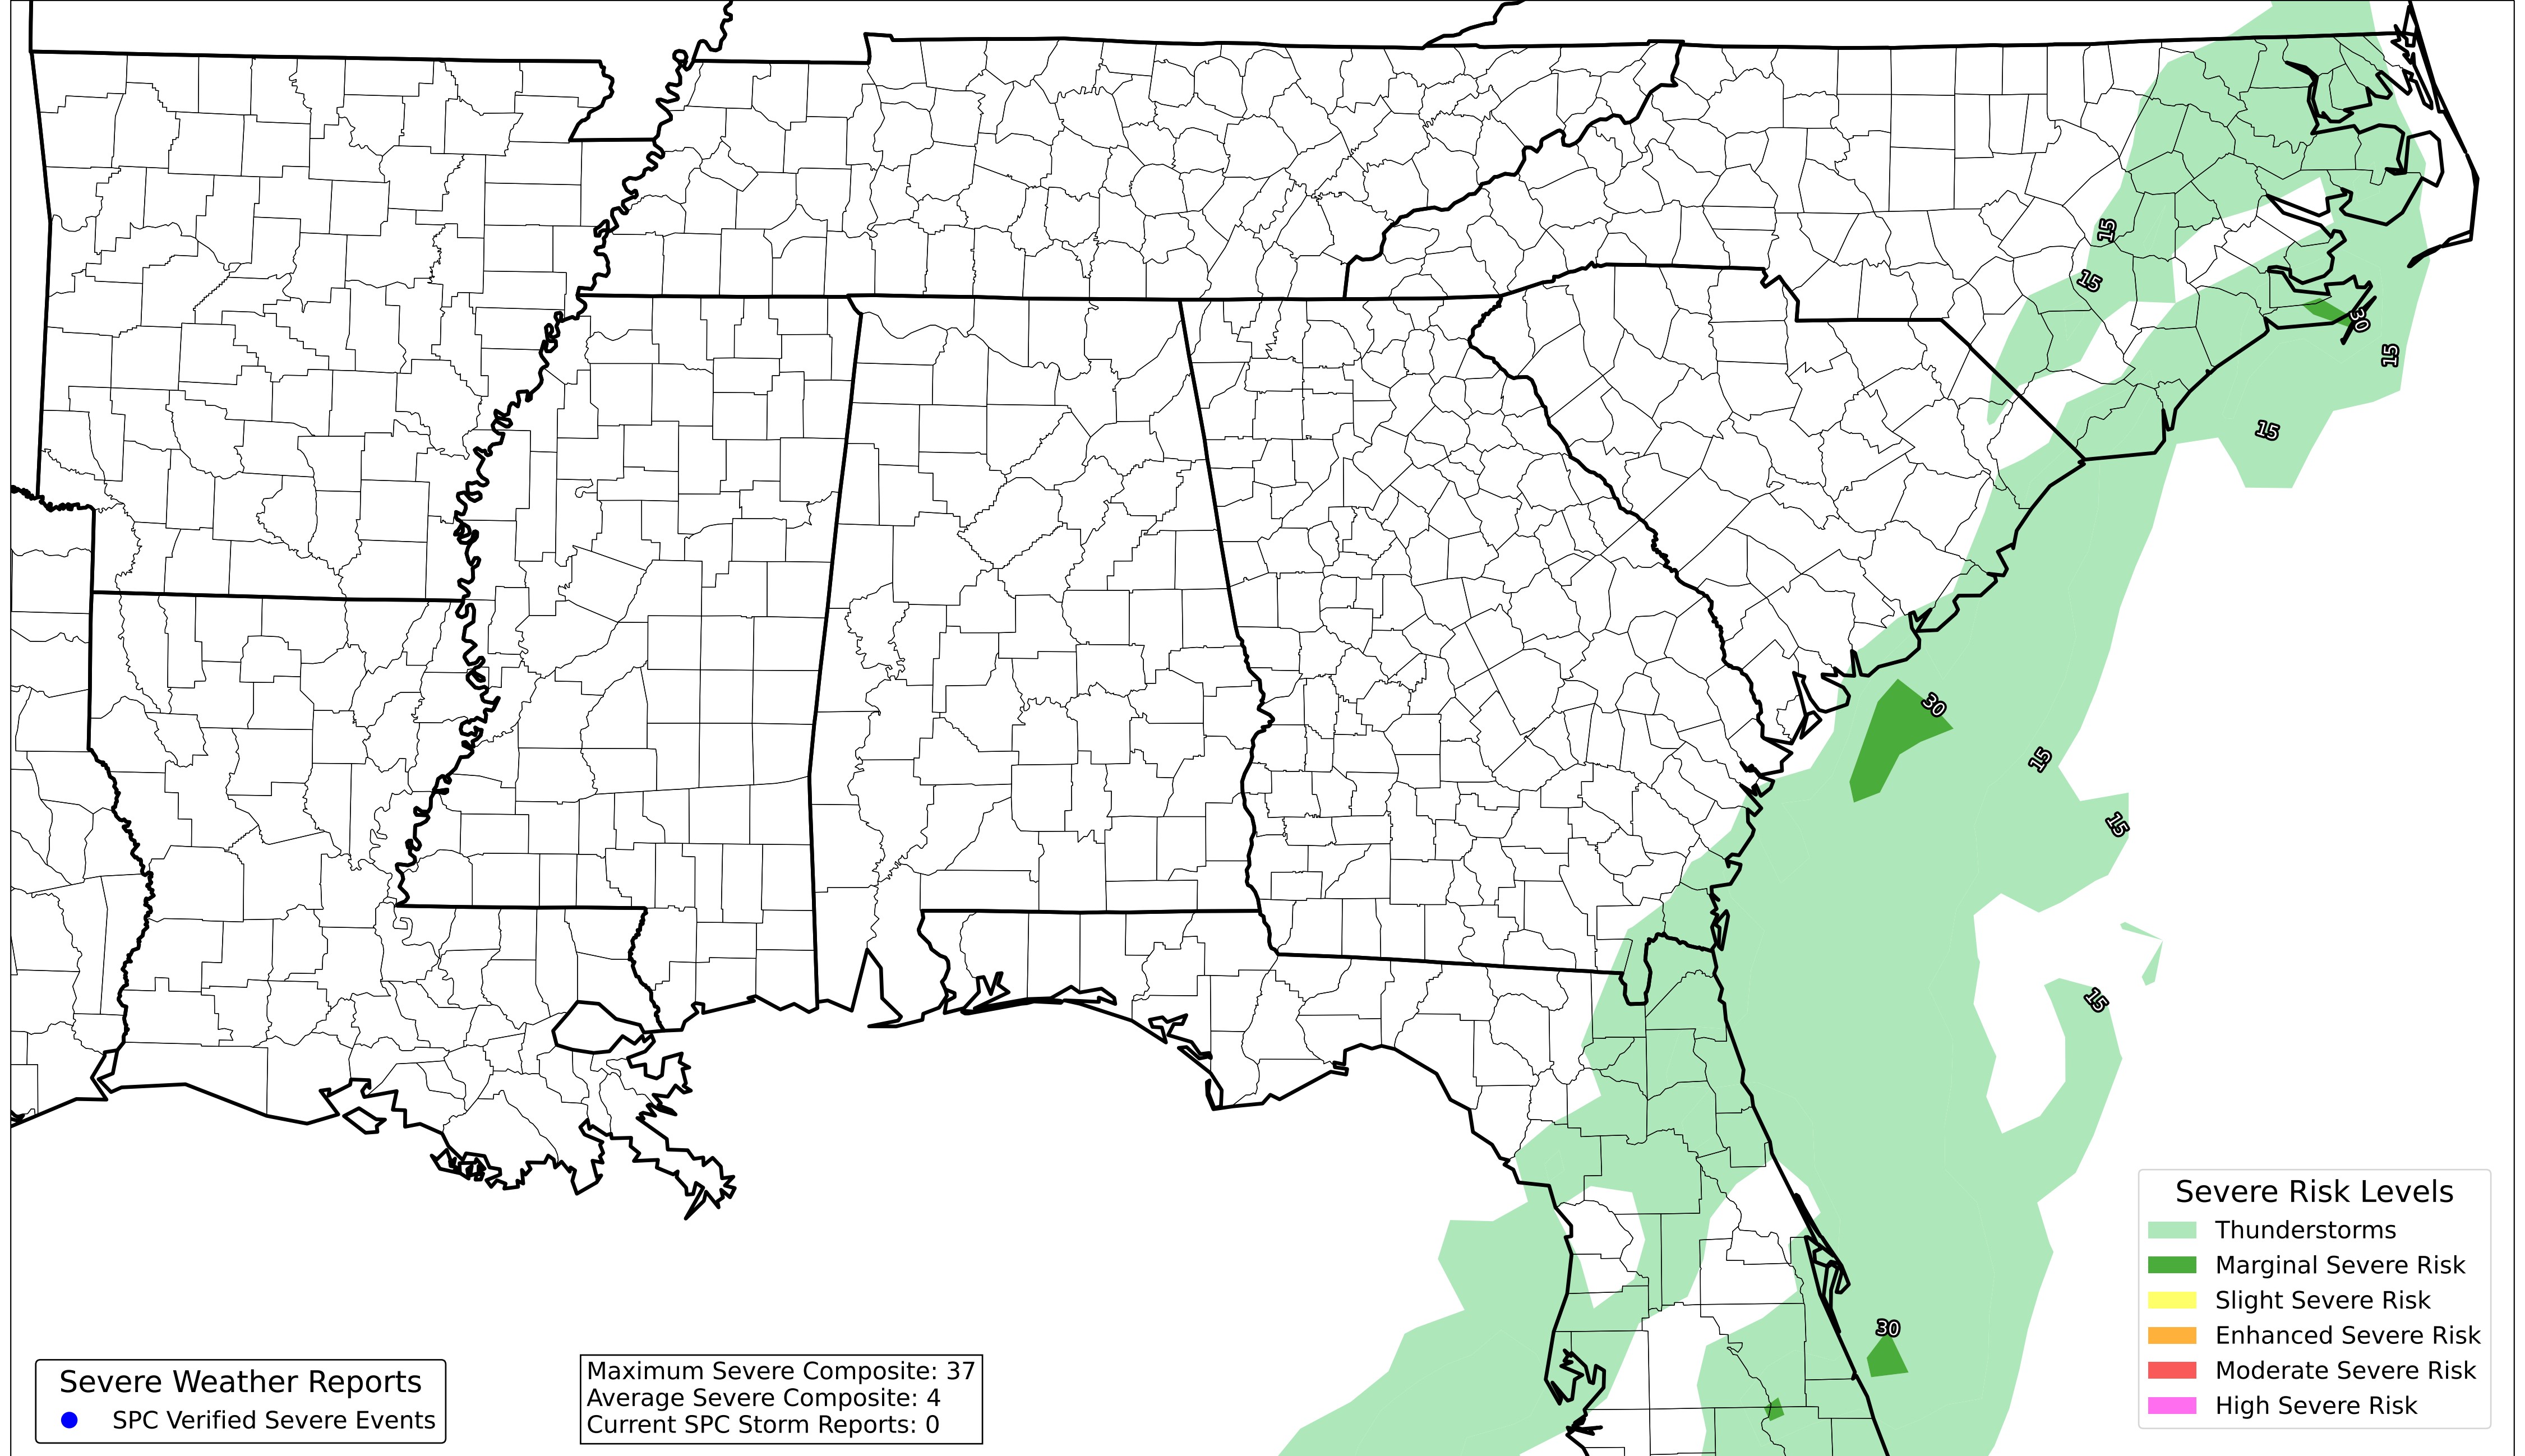 15
15
30
15
15
30
15
15
15
30
Severe Risk Levels
Thunderstorms
Marginal Severe Risk
Slight Severe Risk
Enhanced Severe Risk
Moderate Severe Risk
High Severe Risk
Severe Weather Reports
SPC Verified Severe Events
Maximum Severe Composite: 37
Average Severe Composite: 4
Current SPC Storm Reports: 0